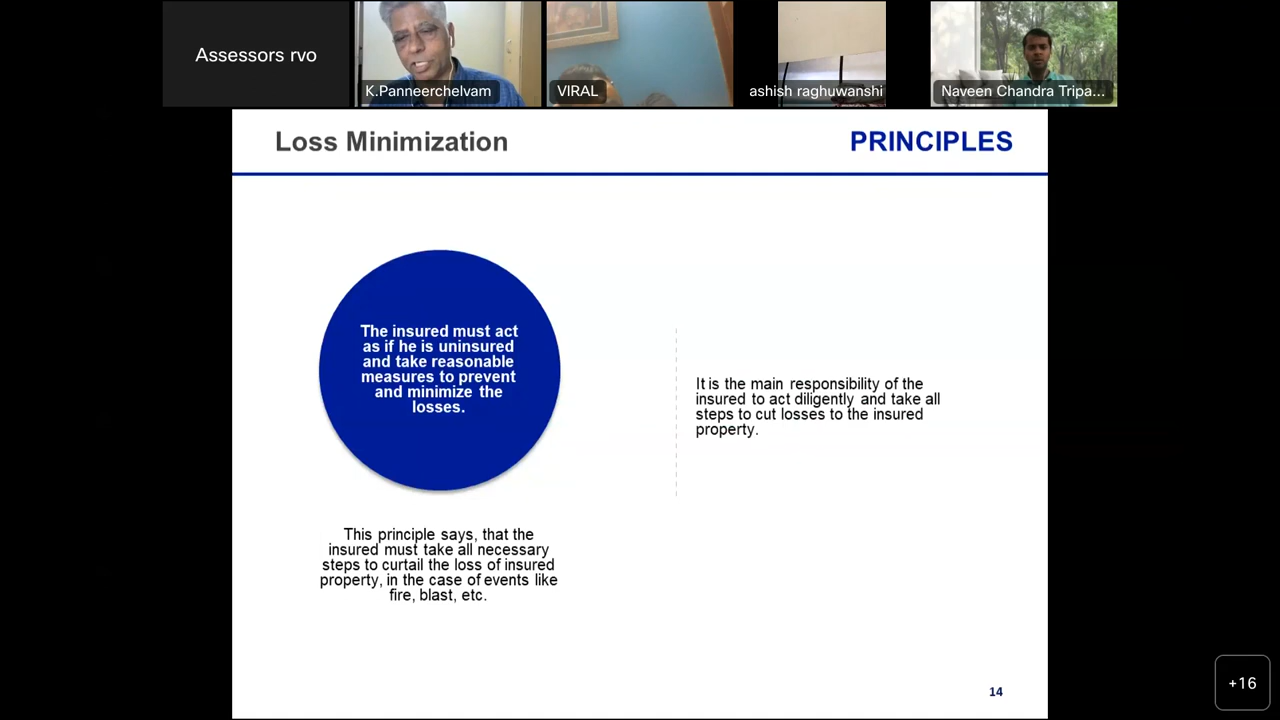 Assessors rvo
K.Panneerchelvam
VIRAL
ashish raghuwanshi
Naveen Chandra Tripa...
Loss Minimization
PRINCIPLES
The insured must act
as if he is uninsured
and take reasonable
measures to prevent
and minimize the
losses.
It is the main responsibility of the
insured to act diligently and take all
steps to cut losses to the insured
property.
This principle says, that the
insured must take all necessary
steps to curtail the loss of insured
property, in the case of events like
fire, blast, etc.
14
+16